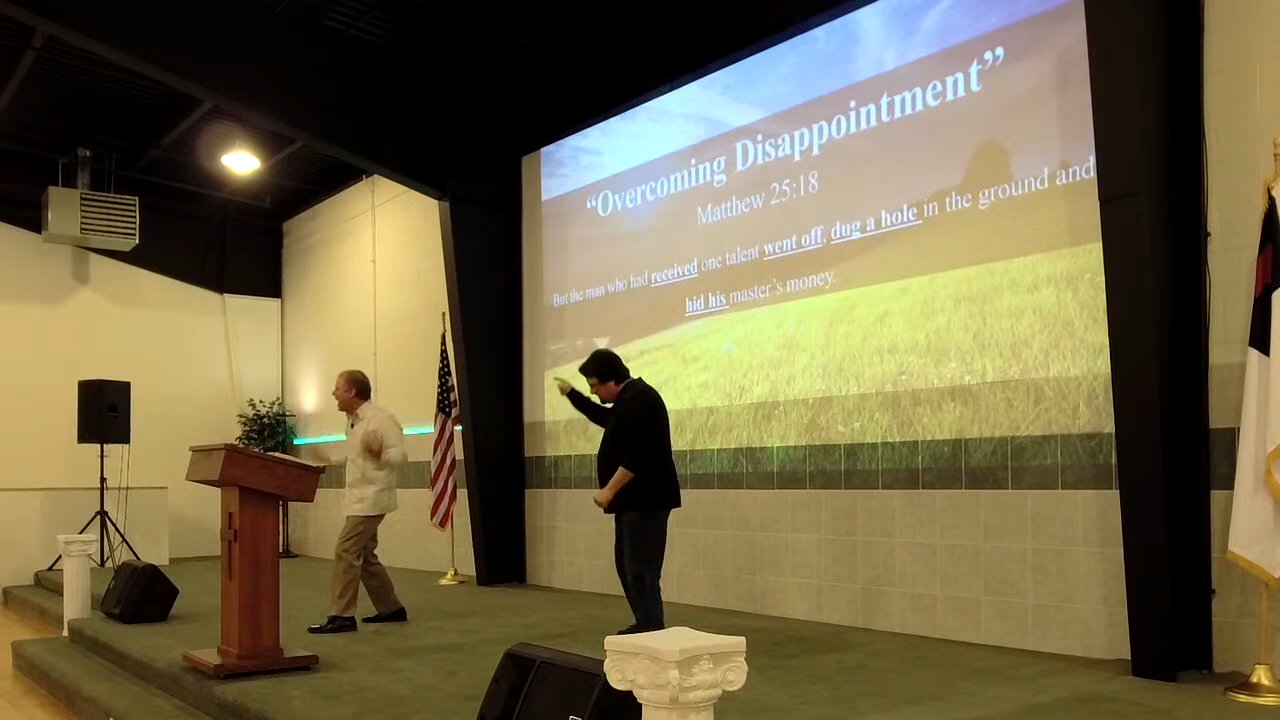 “Overcoming Disappointment”
Matthew 25:18
But the man who had received one talent went off, dug a hole in the ground and
hid his master’s money.